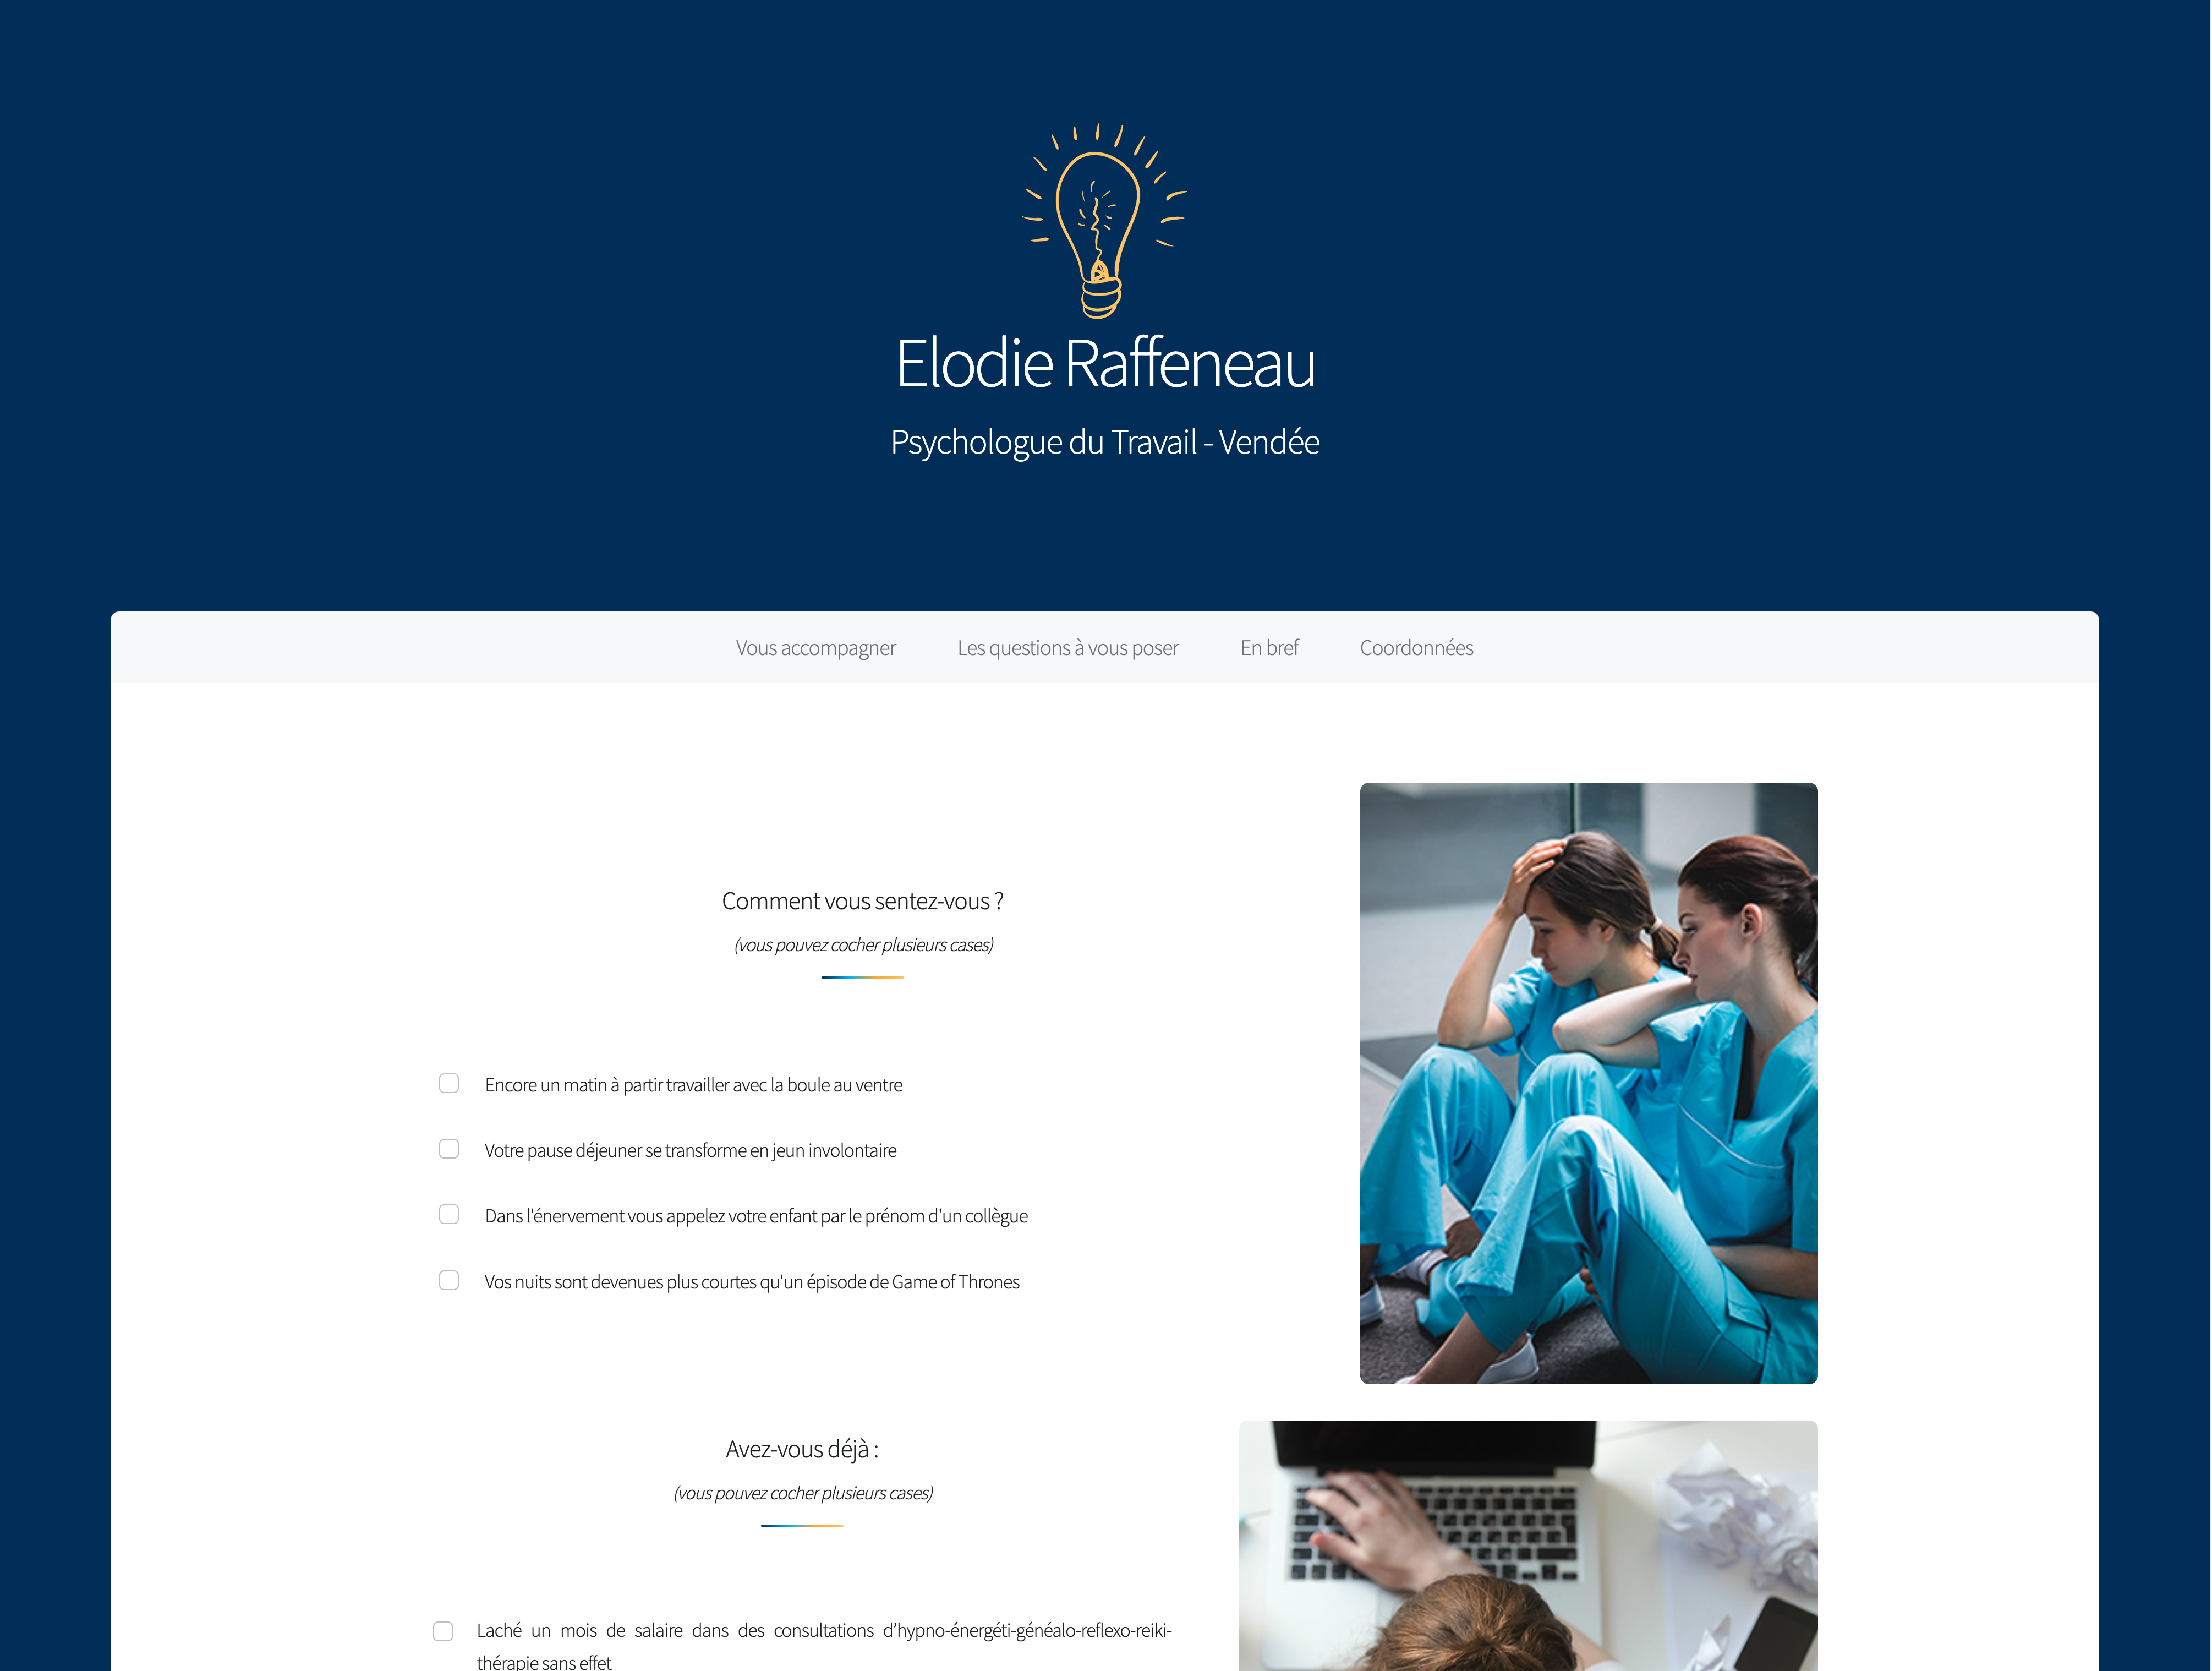 Elodie Raffeneau
Psychologue du Travail - Vendée
Vous accompagner
Les questions à vous poser
En bref
Coordonnées
Comment vous sentez-vous ?
(vous pouvez cocher plusieurs cases)
Encore un matin à partir travailler avec la boule au ventre
Votre pause déjeuner se transforme en jeun involontaire
Dans l'énervement vous appelez votre enfant par le prénom d'un collègue
Vos nuits sont devenues plus courtes qu'un épisode de Game of Thrones
Avez-vous déjà :
(vous pouvez cocher plusieurs cases)
Laché un mois de salaire dans des consultations d’hypno-énergéti-généalo-reflexo-reiki-
thérapie sans effet